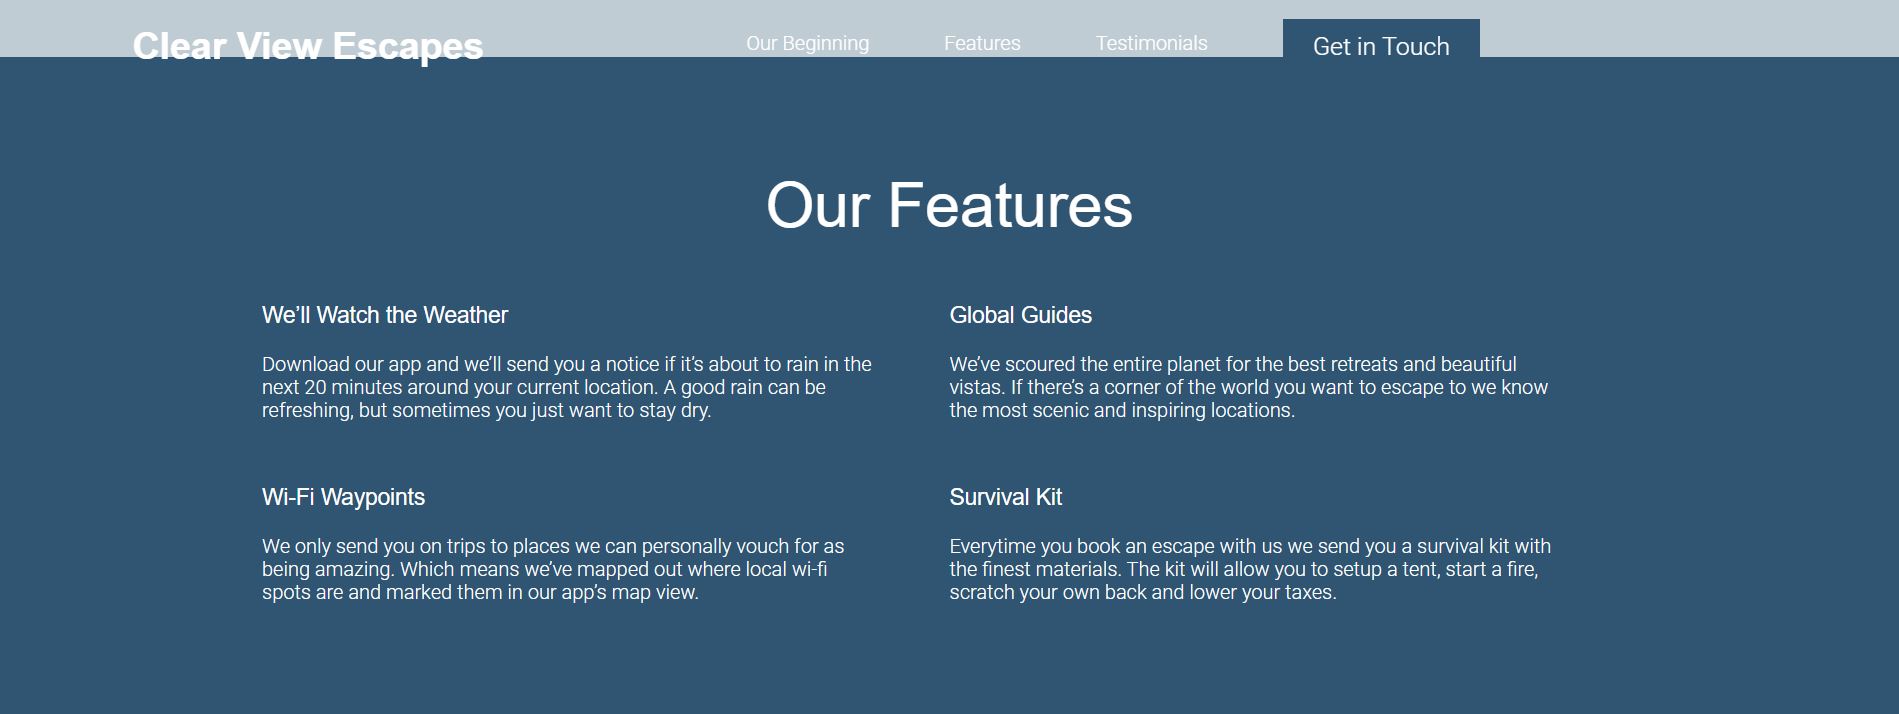 Clear View Escapes
Our Beginning
Features
Testimonials
Get in Touch
Our Features
We’ll Watch the Weather
Download our app and we’ll send you a notice if it’s about to rain in the
next 20 minutes around your current location. A good rain can be
refreshing, but sometimes you just want to stay dry.
Global Guides
We’ve scoured the entire planet for the best retreats and beautiful
vistas. If there’s a corner of the world you want to escape to we know
the most scenic and inspiring locations.
Wi-Fi Waypoints
We only send you on trips to places we can personally vouch for as
being amazing. Which means we’ve mapped out where local wi-fi
spots are and marked them in our app’s map view.
Survival Kit
Everytime you book an escape with us we send you a survival kit with
the finest materials. The kit will allow you to setup a tent, start a fire,
scratch your own back and lower your taxes.